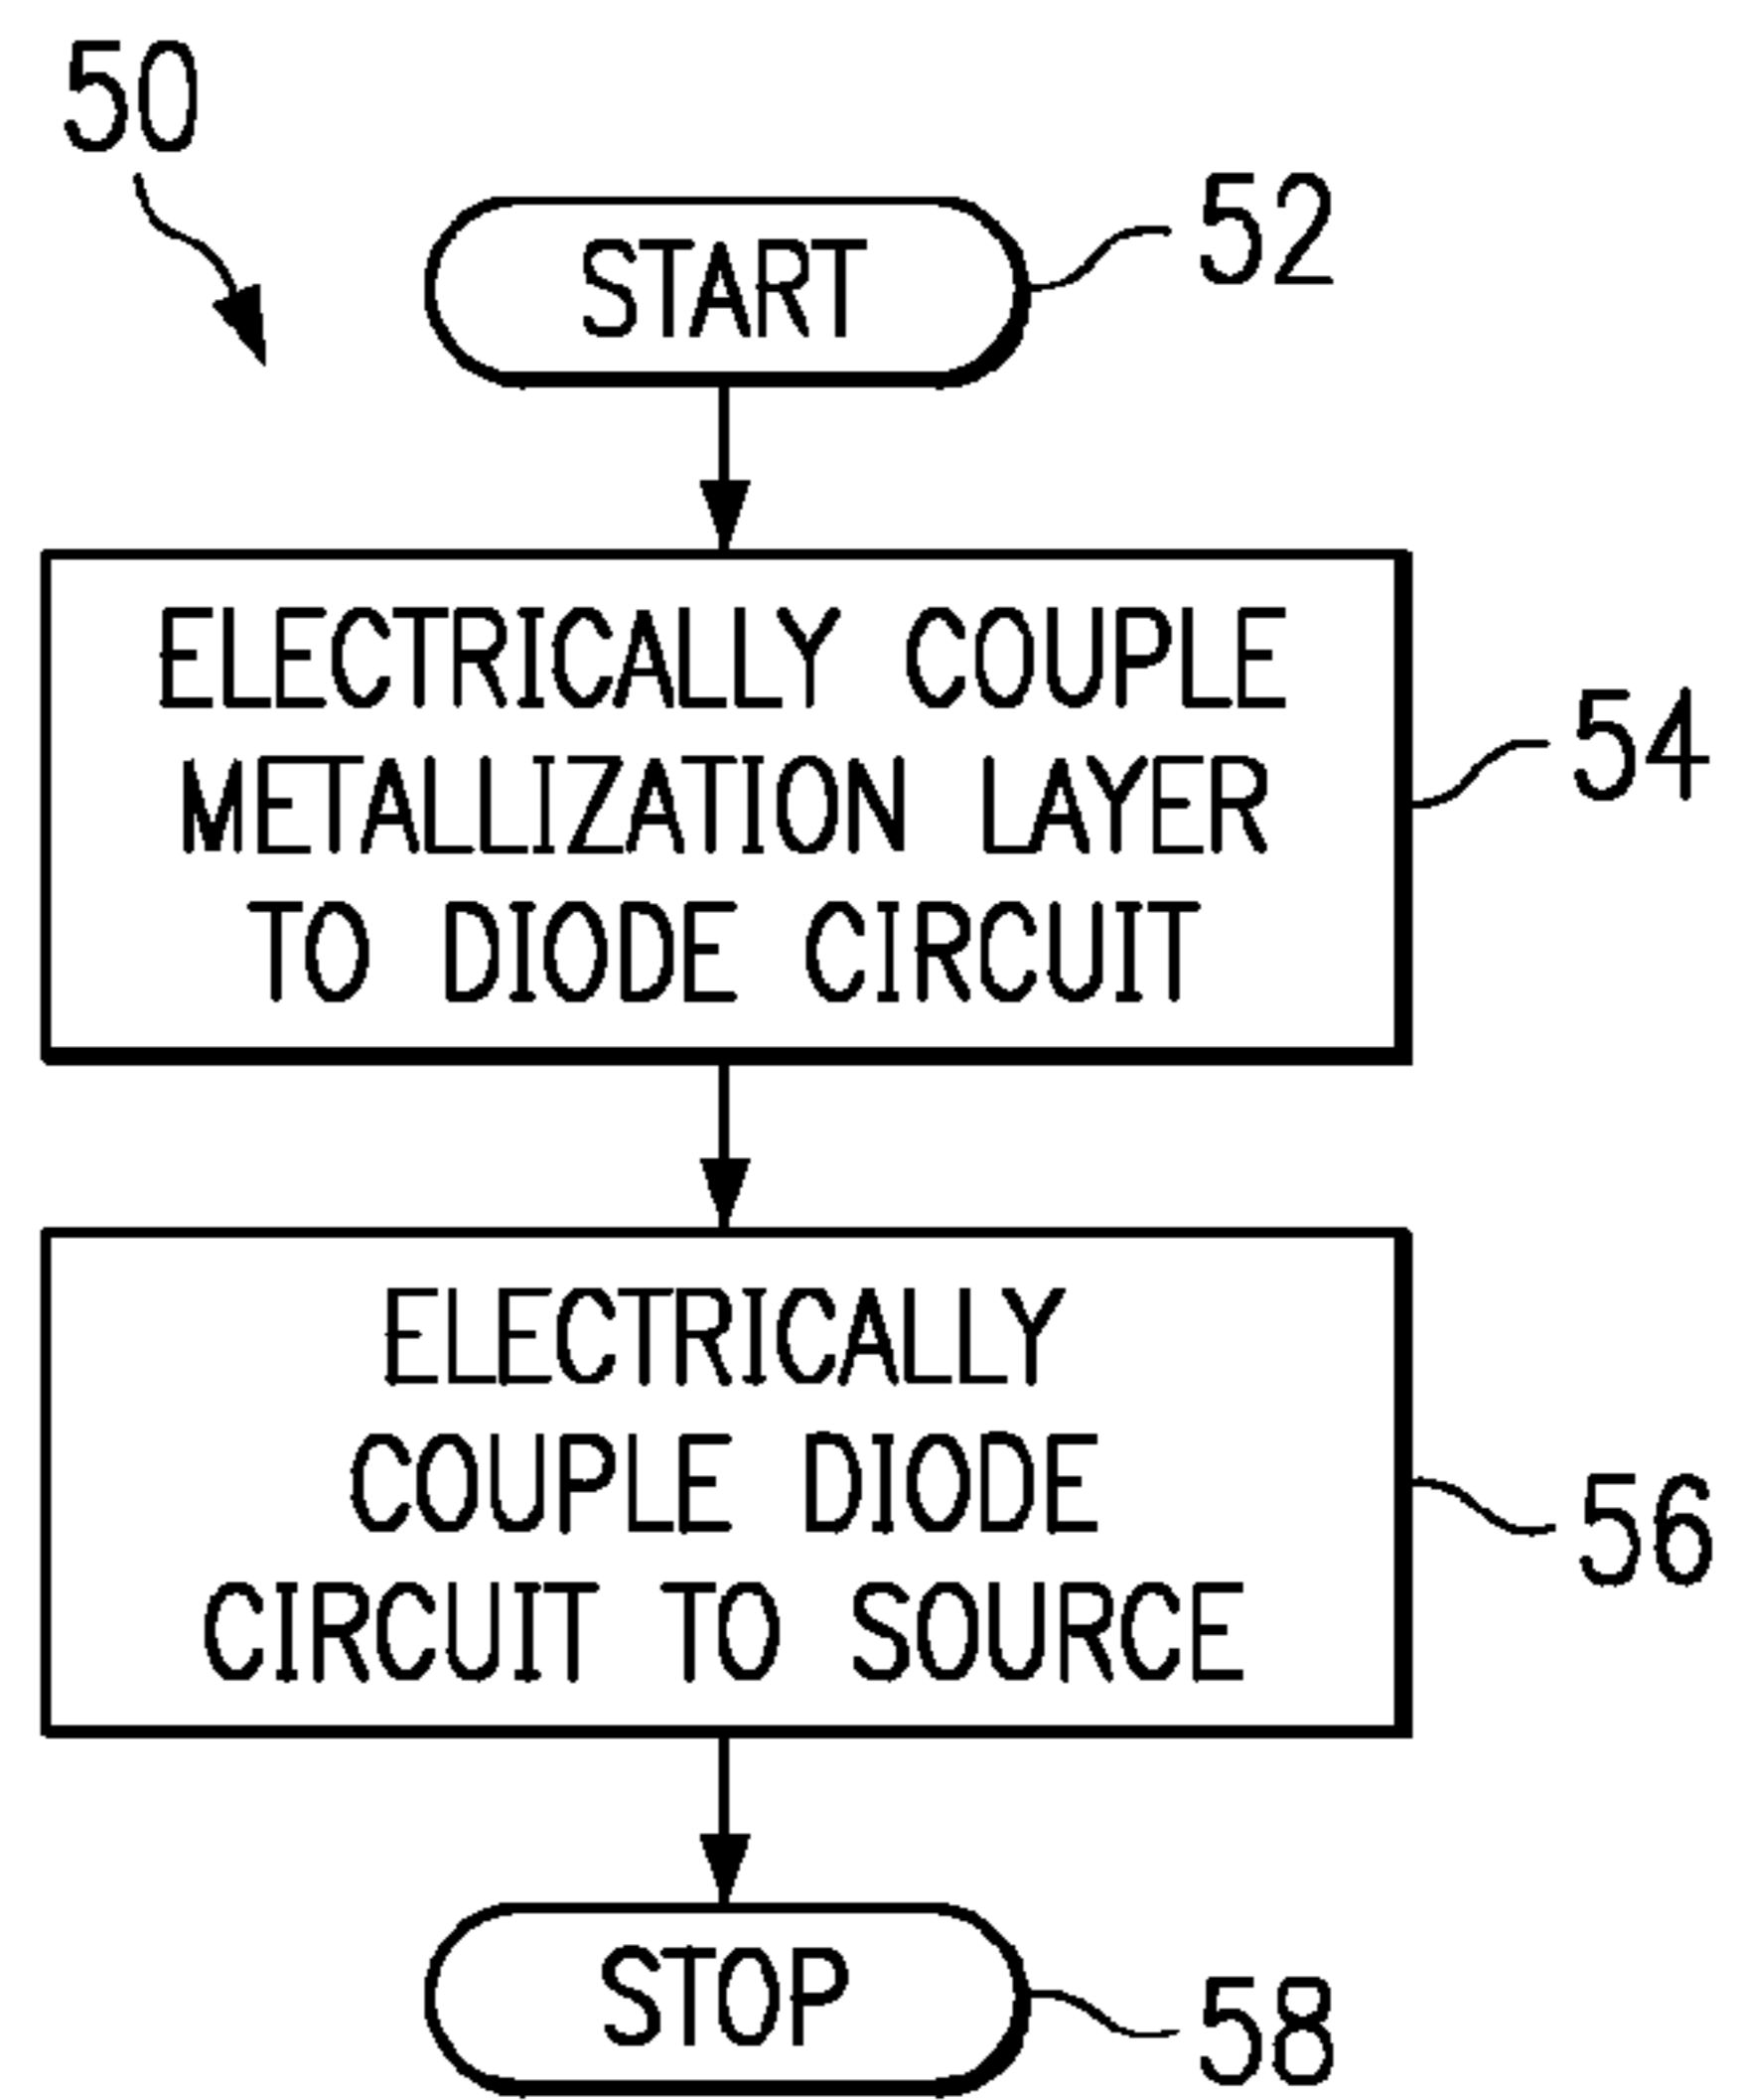 50
START
52
ELECTRICALLY COUPLE
METALLIZATION LAYER
TO DIODE CIRCUIT
54
ELECTRICALLY
COUPLE DIODE
CIRCUIT TO SOURCE
56
STOP
58